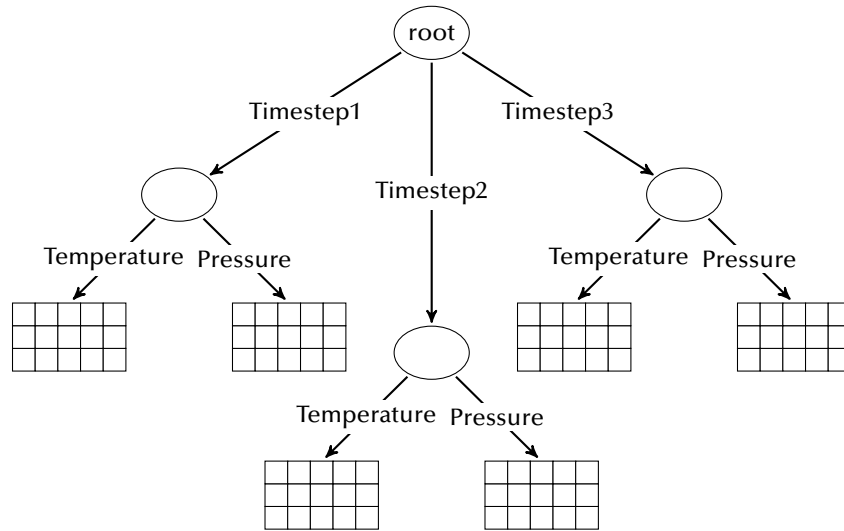 root
Timestep1
Timestep3
Timestep2
Temperature Pressure
Temperature Pressure
Temperature Pressure